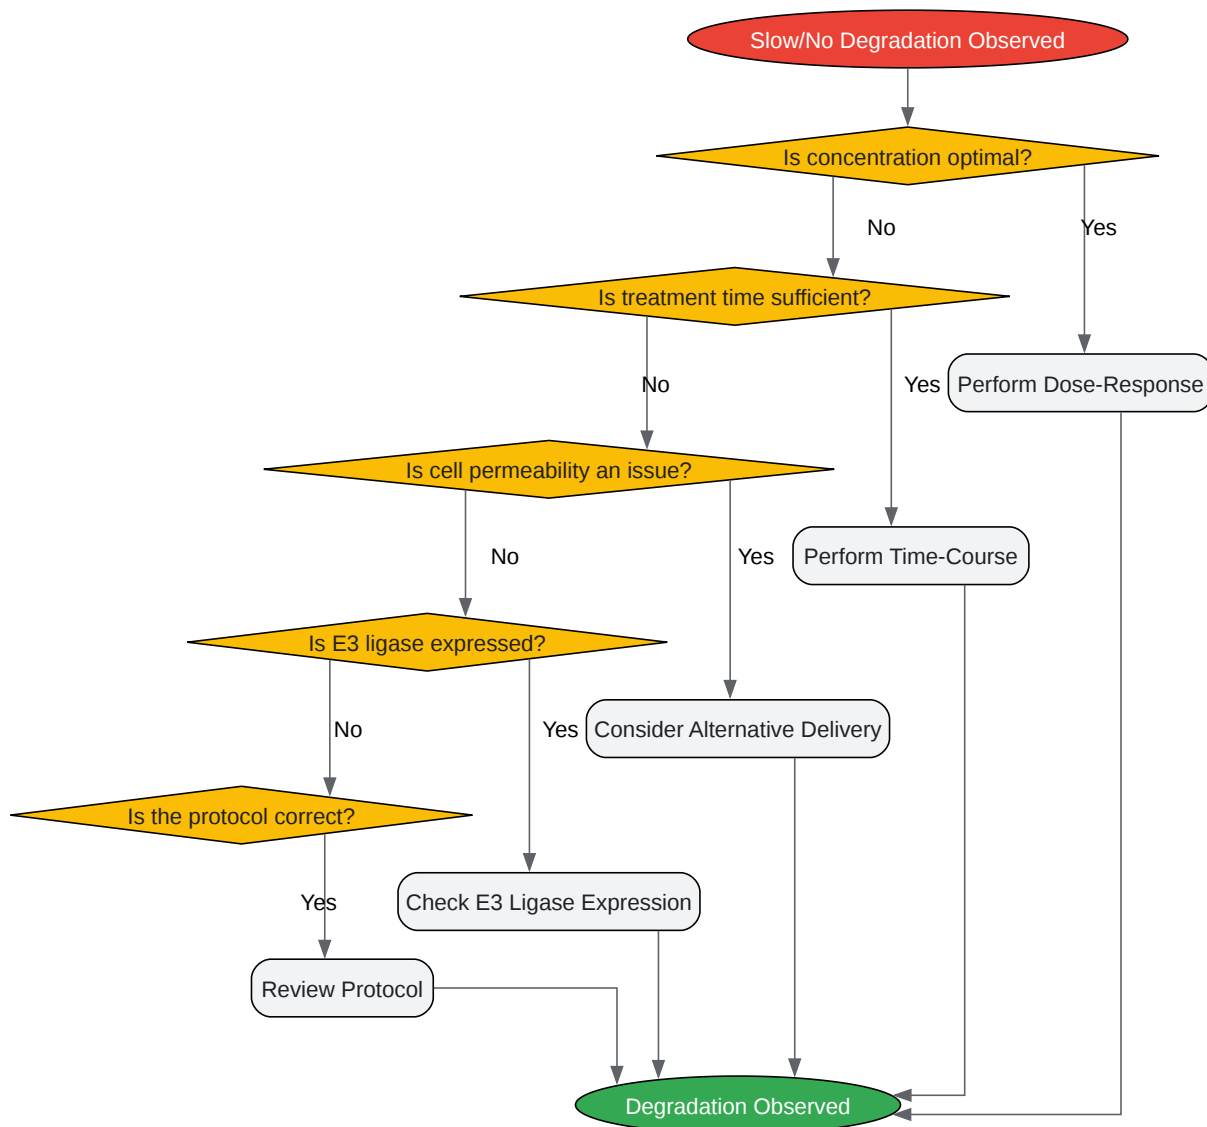 Slow/No Degradation Observed
Is concentration optimal?
No
Yes
Is treatment time sufficient?
No
Yes
Perform Dose-Response
Is cell permeability an issue?
No
Yes
Perform Time-Course
Is E3 ligase expressed?
No
Yes
Consider Alternative Delivery
Is the protocol correct?
Yes
Check E3 Ligase Expression
Review Protocol
Degradation Observed